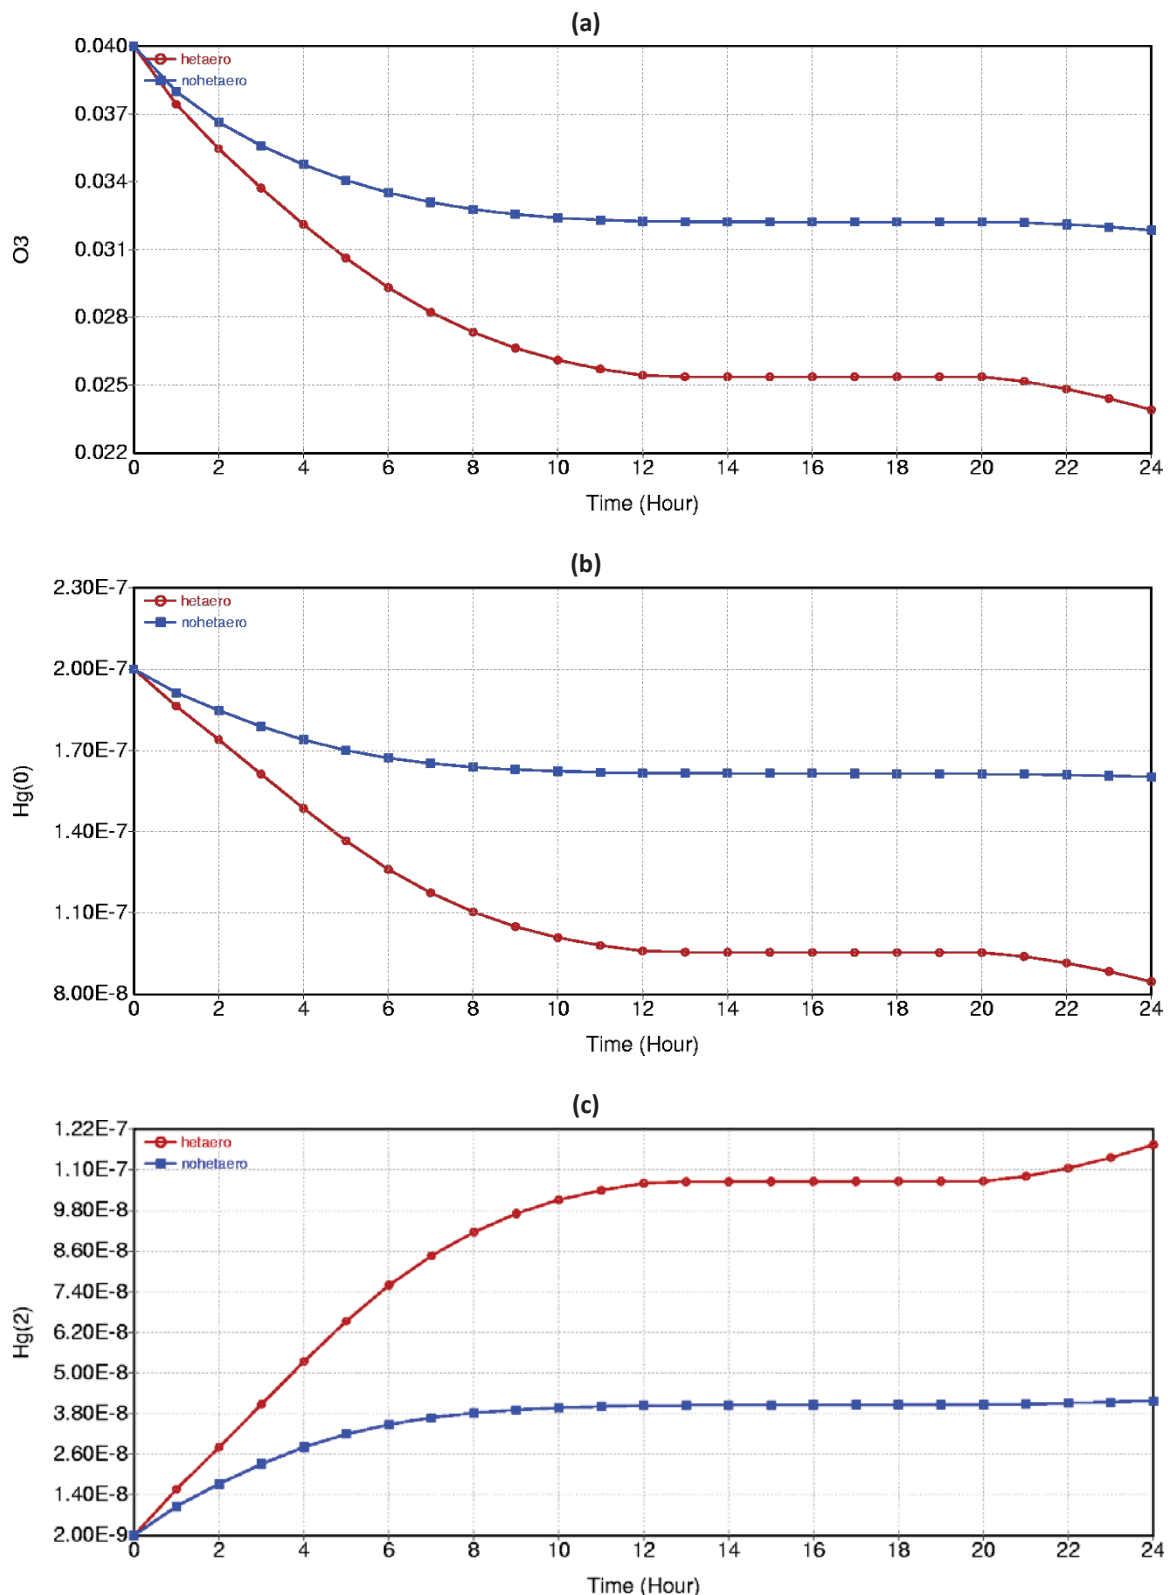 (a)
0.040
hetaero
nohetaero
0.037
0.034
0.031
O3
0.028
0.025
0.022
0 2 4 6 8 10 12 14 16 18 20 22 24
Time (Hour)
(b)
2.30E-7
hetaero
nohetaero
2.00E-7
1.70E-7
Hg(0)
1.40E-7
1.10E-7
8.00E-8
0 2 4 6 8 10 12 14 16 18 20 22 24
Time (Hour)
(c)
1.22E-7
hetaero
nohetaero
1.10E-7
9.80E-8
8.60E-8
7.40E-8
Hg(2)
6.20E-8
5.00E-8
3.80E-8
2.60E-8
1.40E-8
2.00E-9
0 2 4 6 8 10 12 14 16 18 20 22 24
Time (Hour)